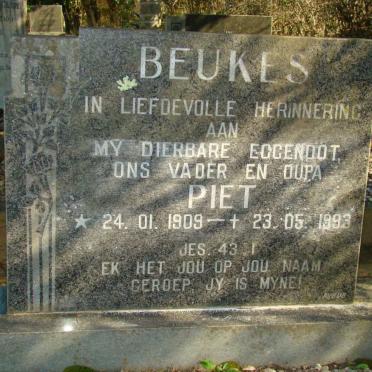 BEUKES
IN LIEFDEVOLLE HERINNERING
AAN
MY DIERBARE EGGENOOT,
ONS VADER EN OUPA
PIET
★ 24. 01. 1909 – † 23. 05. 1993
JES. 43 : 1
EK HET JOU OP JOU NAAM
GEROEP, JY IS MYNE!